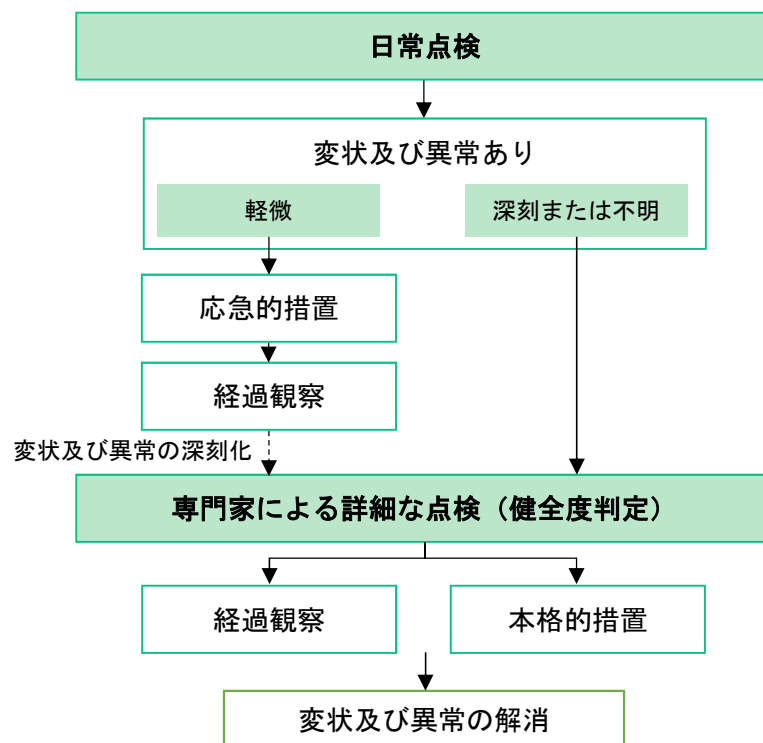 日常点検
変状及び異常あり
軽微
深刻または不明
応急的措置
経過観察
変状及び異常の深刻化
専門家による詳細な点検（健全度判定）
経過観察
本格的措置
変状及び異常の解消